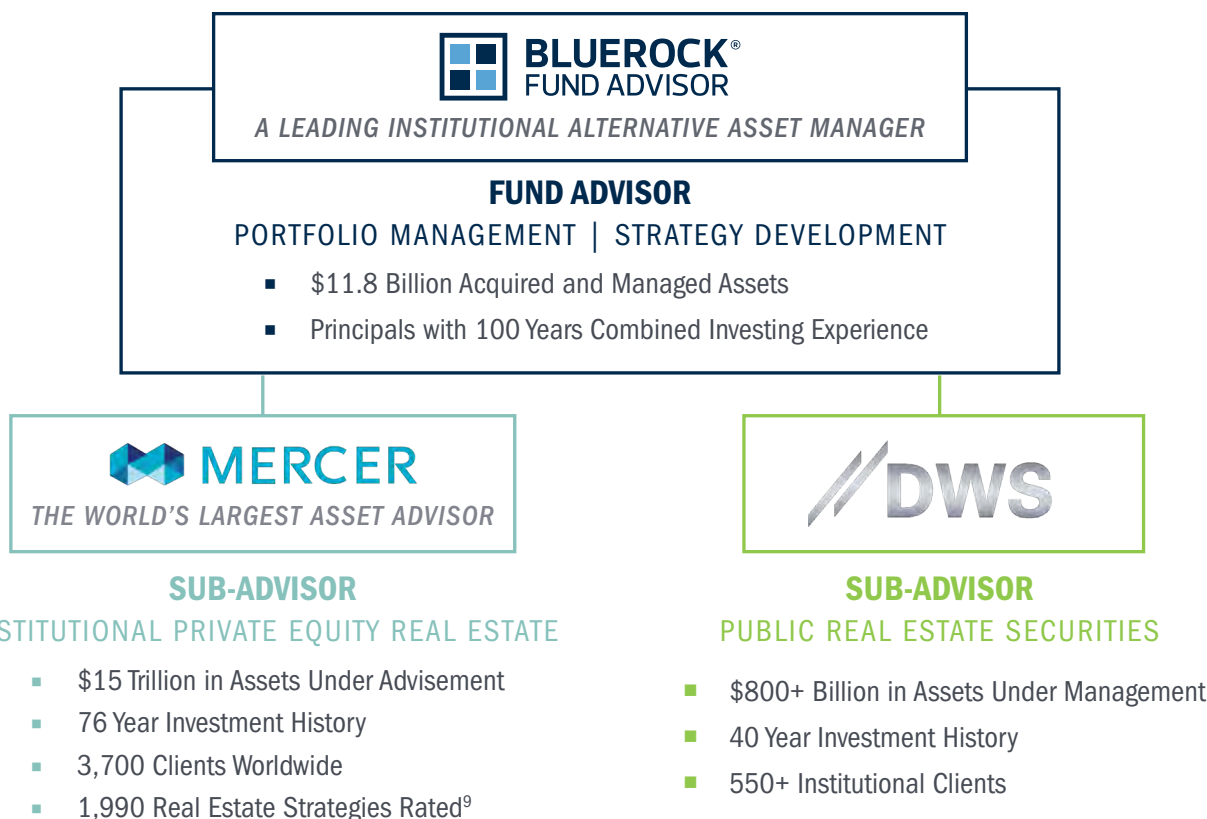 BLUEROCK®
FUND ADVISOR
A LEADING INSTITUTIONAL ALTERNATIVE ASSET MANAGER
FUND ADVISOR
PORTFOLIO MANAGEMENT | STRATEGY DEVELOPMENT
▪ $11.8 Billion Acquired and Managed Assets
▪ Principals with 100 Years Combined Investing Experience
MERCER
THE WORLD'S LARGEST ASSET ADVISOR
SUB-ADVISOR
STITUTIONAL PRIVATE EQUITY REAL ESTATE
▪ $15 Trillion in Assets Under Advisement
▪ 76 Year Investment History
▪ 3,700 Clients Worldwide
▪ 1,990 Real Estate Strategies Rated⁹
//DWS
SUB-ADVISOR
PUBLIC REAL ESTATE SECURITIES
▪ $800+ Billion in Assets Under Management
▪ 40 Year Investment History
▪ 550+ Institutional Clients